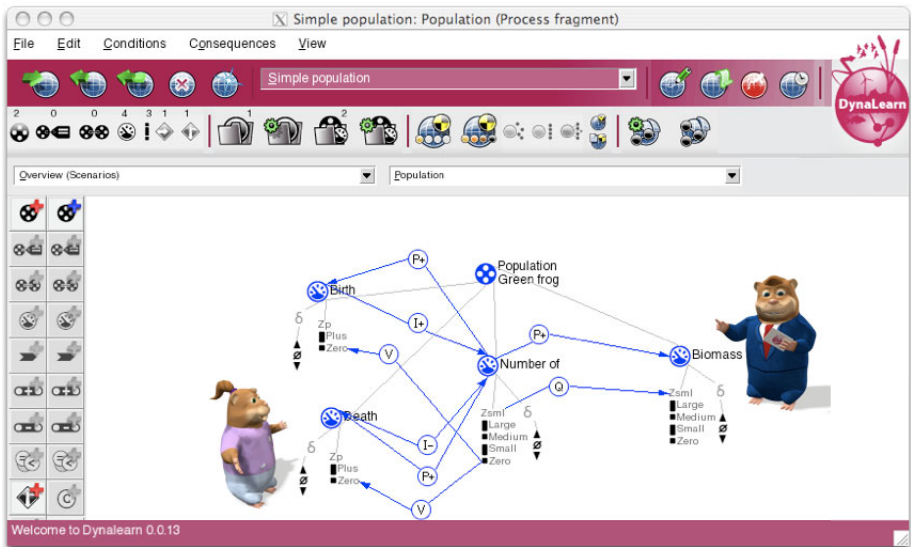 Simple population: Population (Process fragment)
File Edit Conditions Consequences View
Simple population
DynaLearn
2 0 0 4 3 1 1 2
Overview (Scenarios) Population
P+
Population
Green frog
Birth
δ
Zp
Plus
Zero
I+
P+
V
Number of
Biomass
Q
Zsml
Large
Medium
Small
Zero
δ
Zsml
Large
Medium
Small
Zero
δ
Death
δ
Zp
Plus
Zero
I-
P+
V
Welcome to Dynalearn 0.0.13